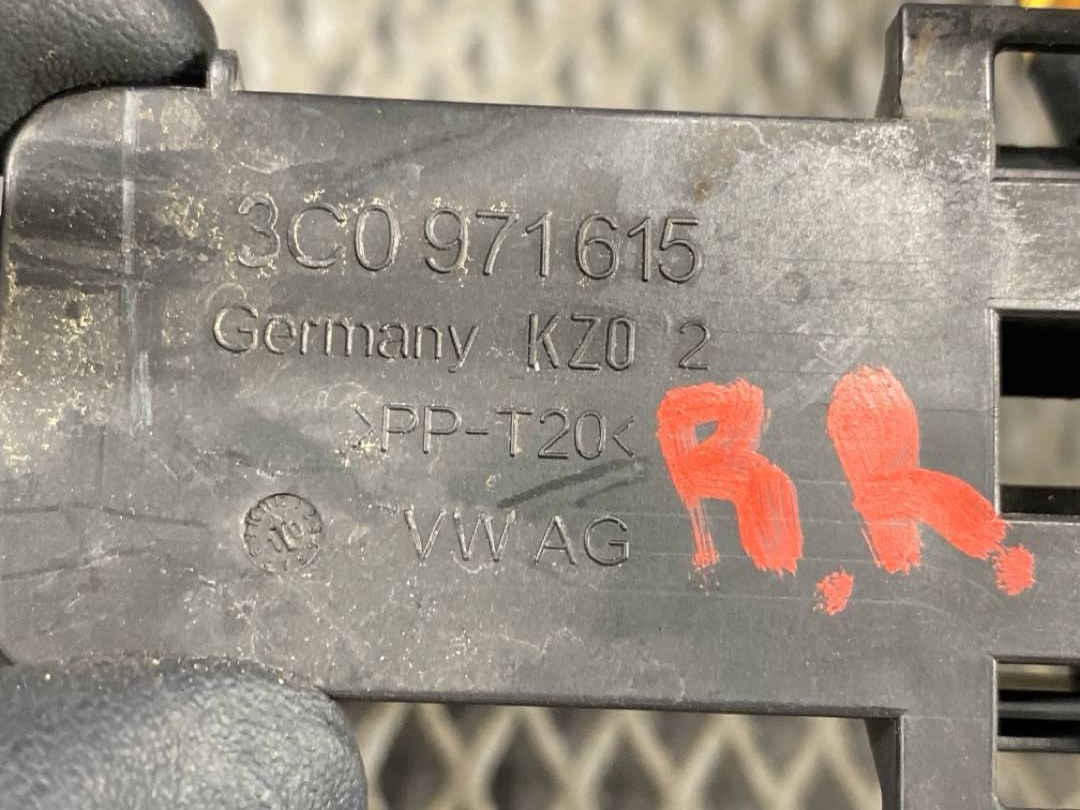 3C0 971 615
Germany KZ0 2
>PP-T20<
VW AG
R.h.